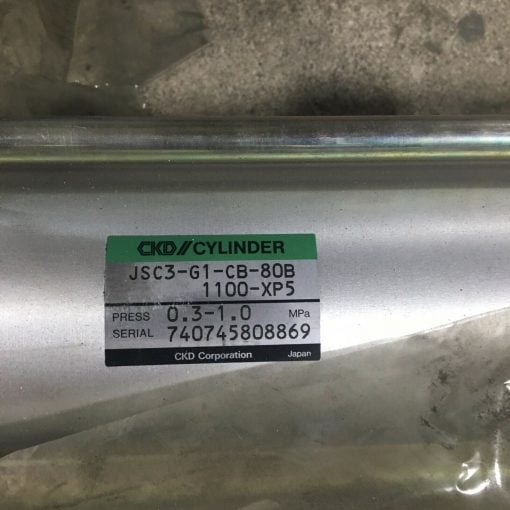 CKD//CYLINDER
JSC3-G1-CB-80B
1100-XP5
PRESS 0.3-1.0 MPa
SERIAL 740745808869
CKD Corporation Japan